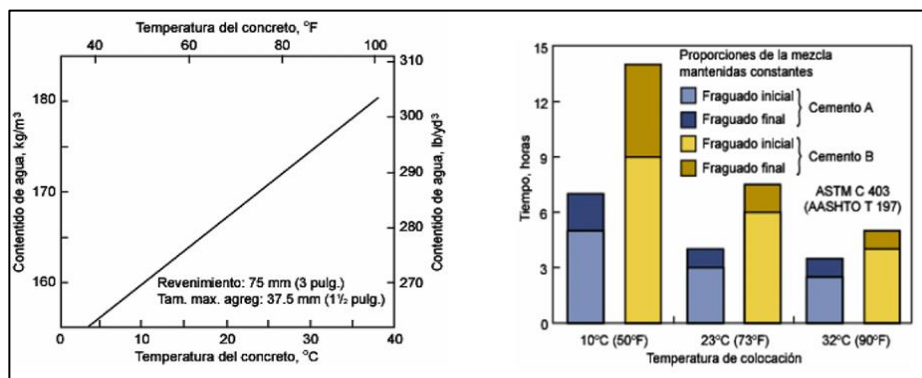 Temperatura del concreto, °F
40 60 80 100
Contenido de agua, kg/m³
180
170
160
310
300
290
280
270
260
Contenido de agua, lb/yd³
Revenimiento: 75 mm (3 pulg.)
Tam. max. agreg: 37.5 mm (1½ pulg.)
0 10 20 30 40
Temperatura del concreto, °C
15
12
9
6
3
0
Tiempo, horas
Proporciones de la mezcla
mantenidas constantes
Fraguado inicial
Fraguado final
Cemento A
Fraguado inicial
Fraguado final
Cemento B
ASTM C 403
(AASHTO T 197)
10°C (50°F) 23°C (73°F) 32°C (90°F)
Temperatura de colocación